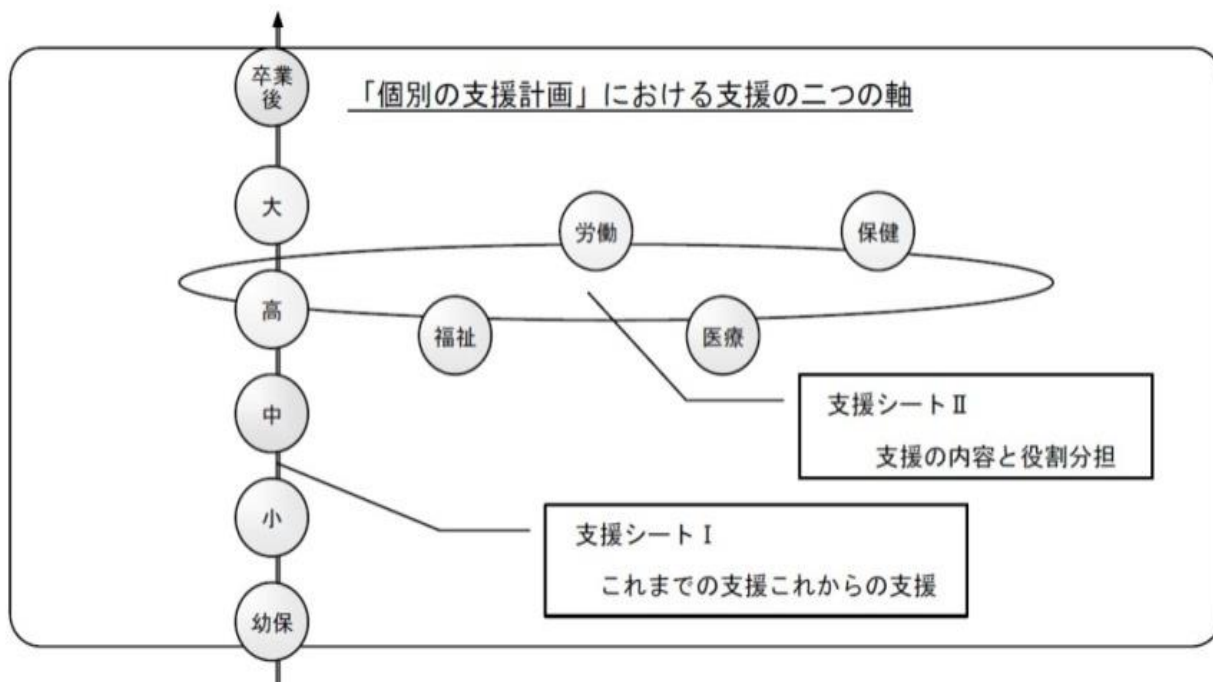 卒業
後
「個別の支援計画」における支援の二つの軸
大
労働
保健
高
福祉
医療
中
支援シートⅡ
支援の内容と役割分担
小
支援シートⅠ
これまでの支援これからの支援
幼保